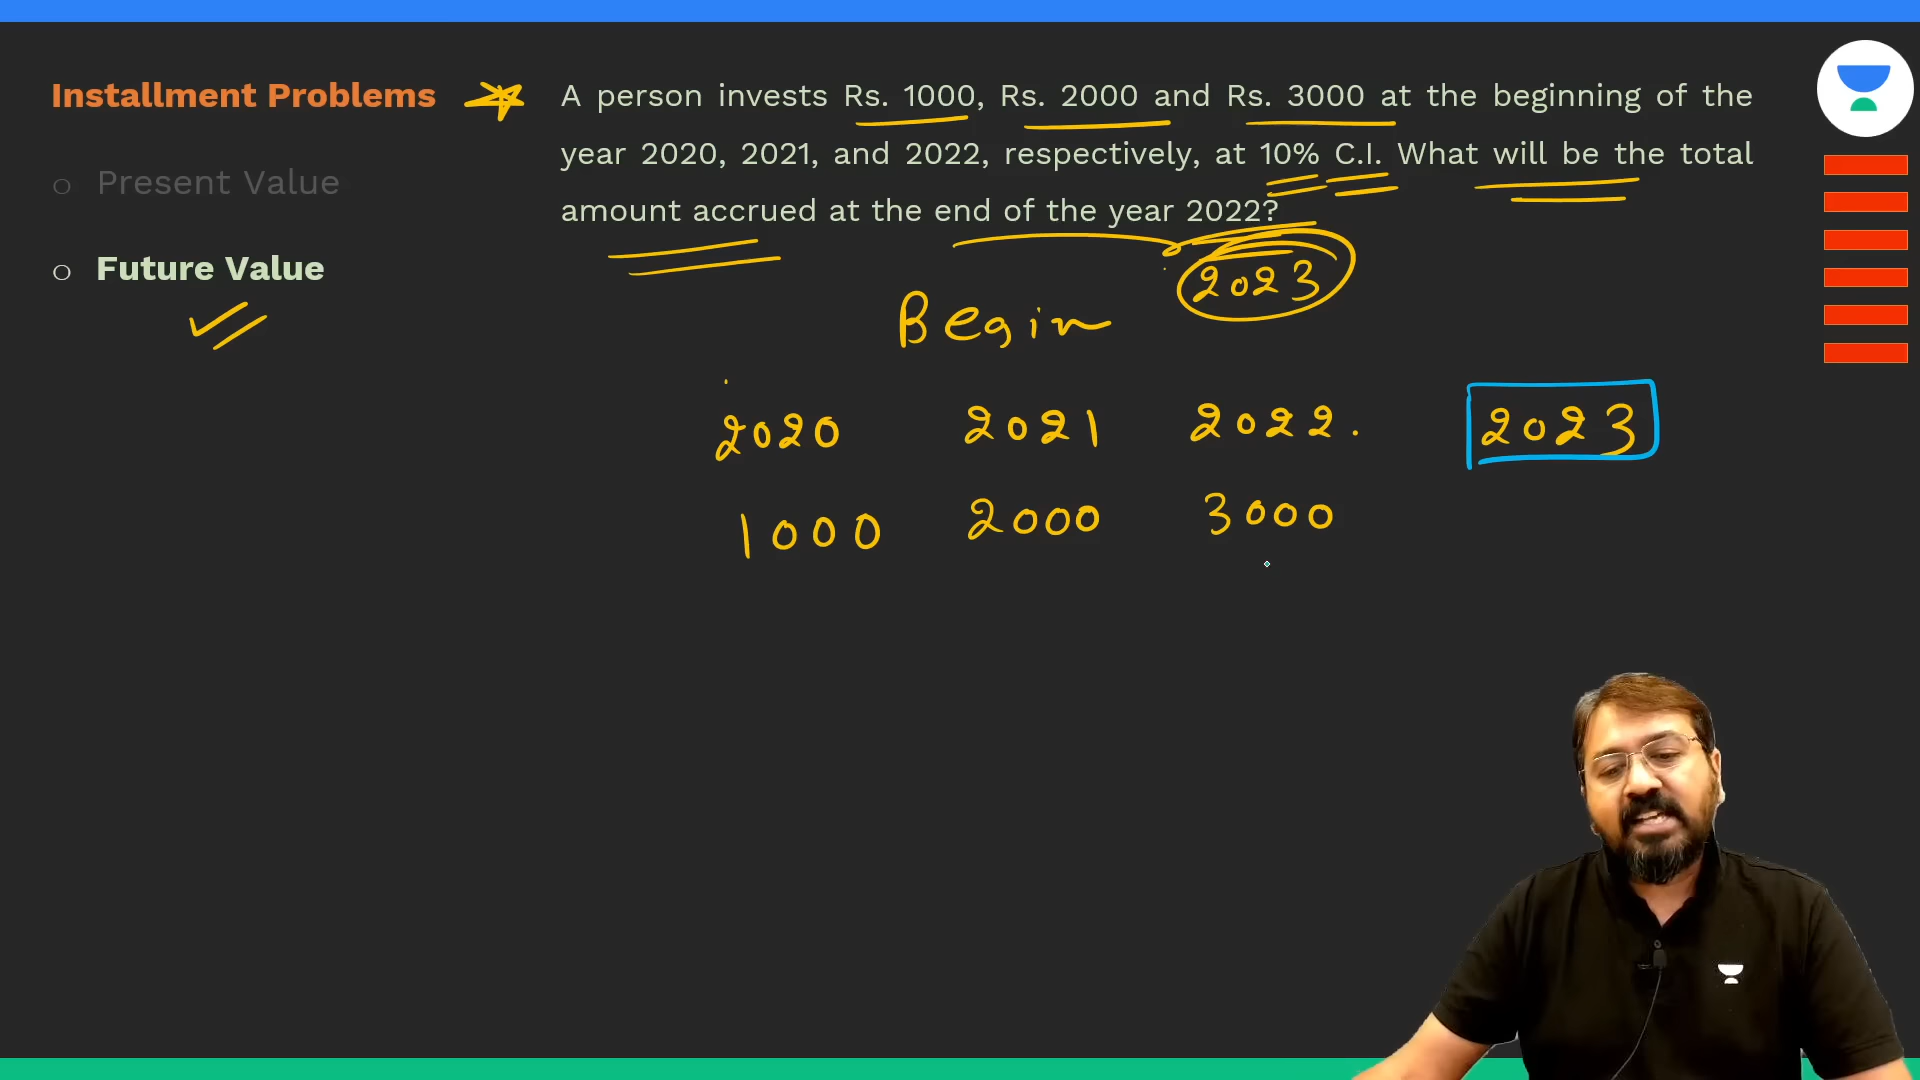 Installment Problems
Present Value
Future Value
A person invests Rs. 1000, Rs. 2000 and Rs. 3000 at the beginning of the
year 2020, 2021, and 2022, respectively, at 10% C.I. What will be the total
amount accrued at the end of the year 2022?
2023
Begin
2020 2021 2022. 2023
1000 2000 3000